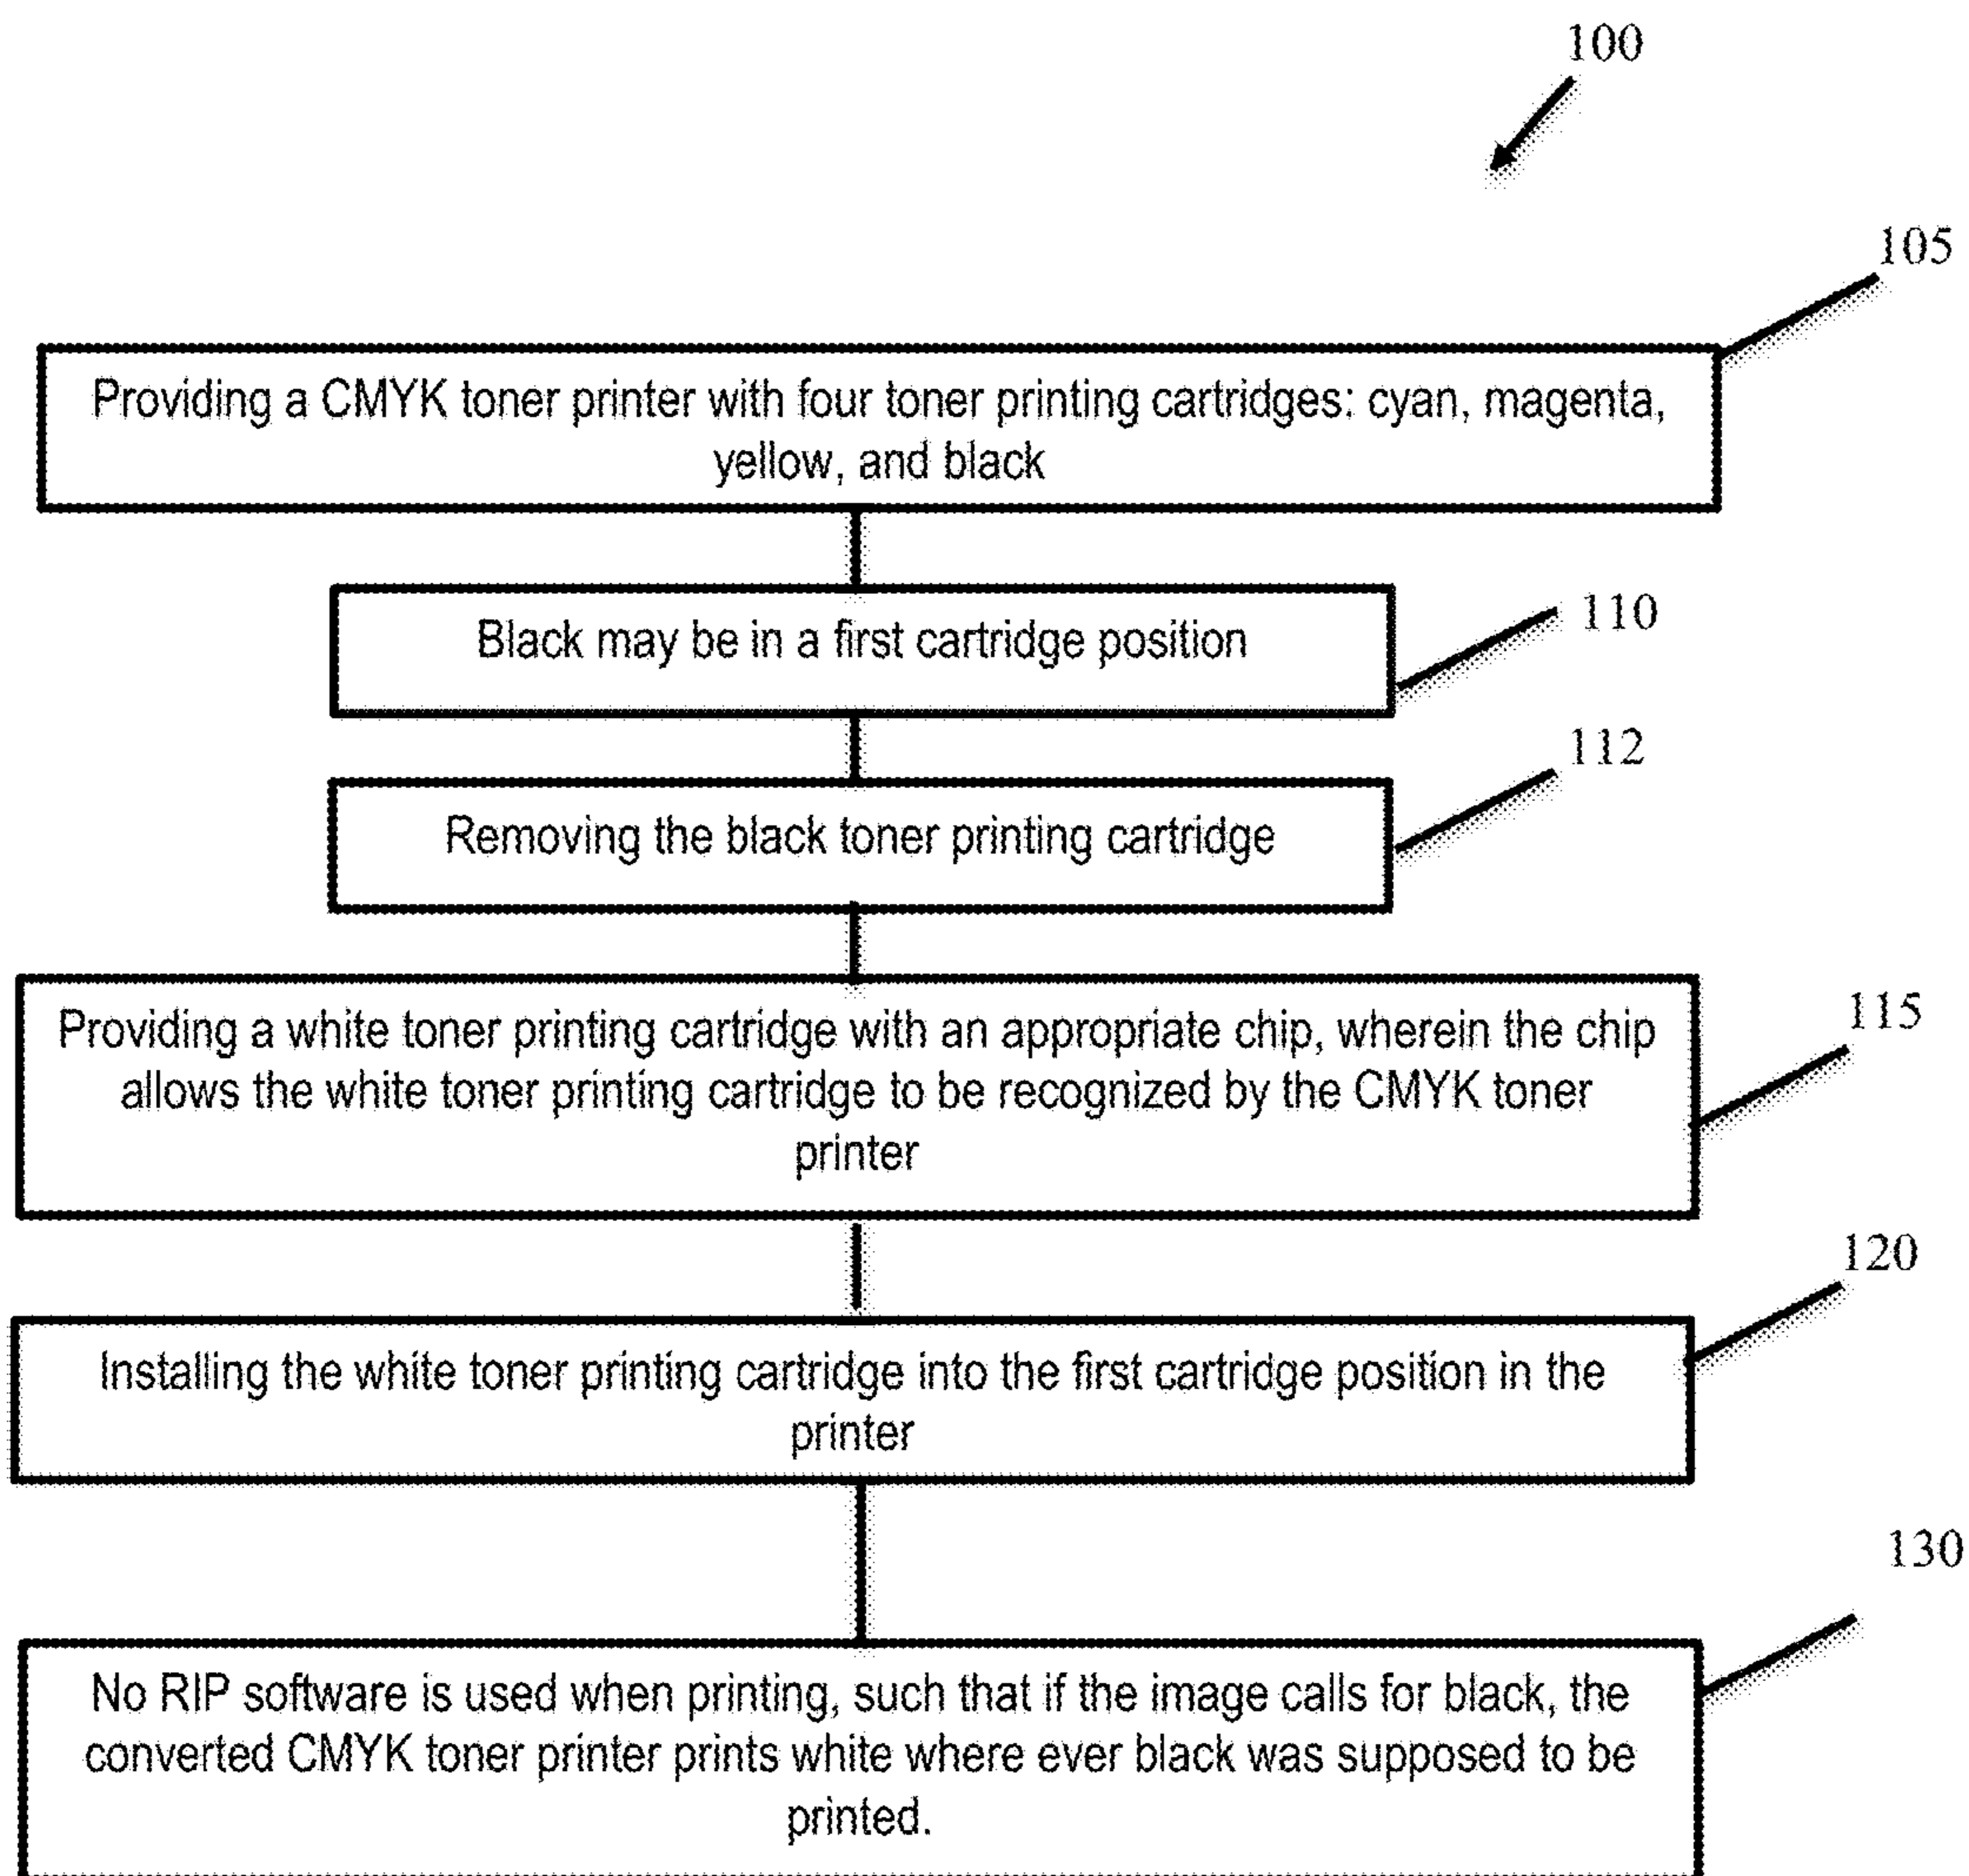 100
105
Providing a CMYK toner printer with four toner printing cartridges: cyan, magenta,
yellow, and black
110
Black may be in a first cartridge position
112
Removing the black toner printing cartridge
115
Providing a white toner printing cartridge with an appropriate chip, wherein the chip
allows the white toner printing cartridge to be recognized by the CMYK toner
printer
120
Installing the white toner printing cartridge into the first cartridge position in the
printer
130
No RIP software is used when printing, such that if the image calls for black, the
converted CMYK toner printer prints white where ever black was supposed to be
printed.